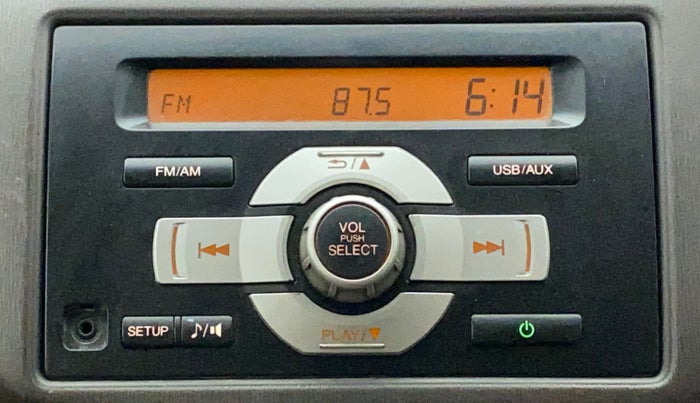 FM 87.5 6:14
FM/AM
USB/AUX
VOL
PUSH
SELECT
SETUP
PLAY/